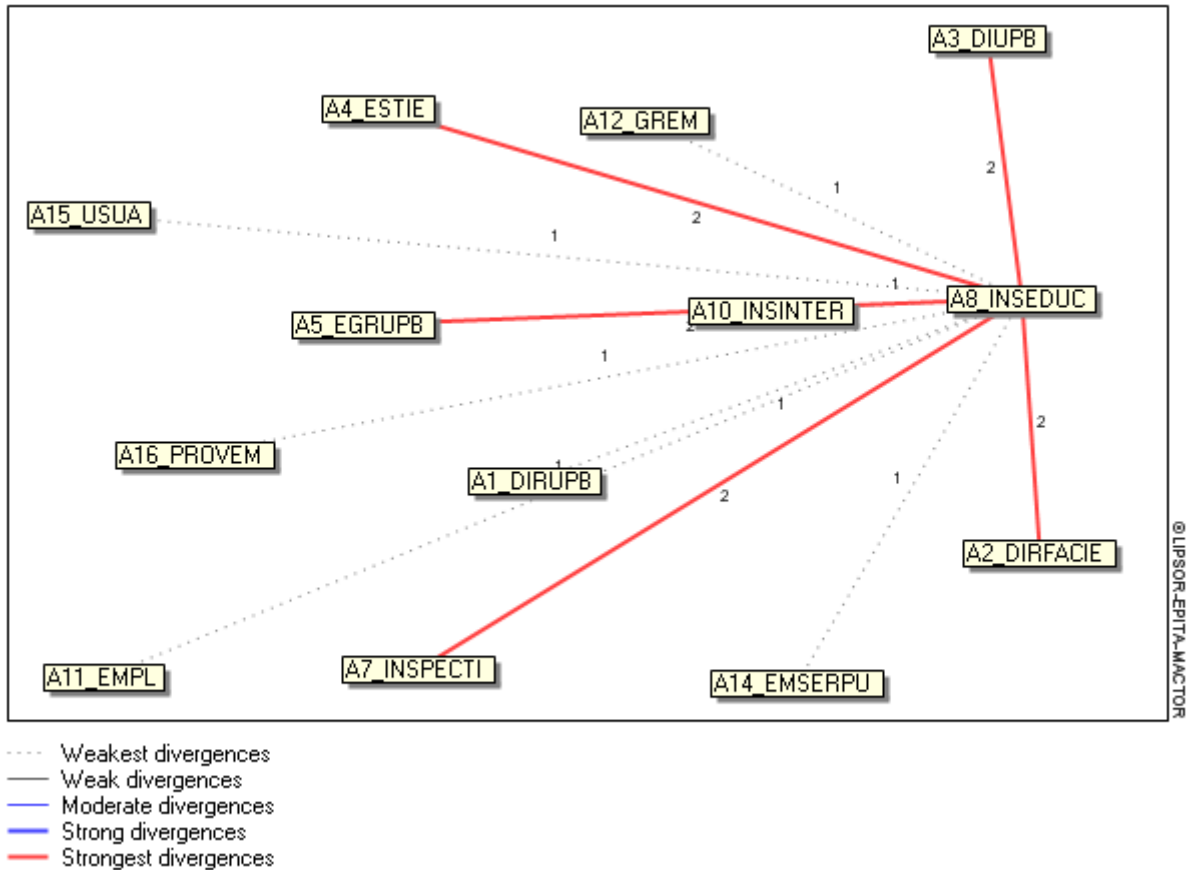 A3_DIUPB
A4_ESTIE
A12_GREM
2
1
A15_USUA
2
1
1
A8_INSEDUC
A10_INSINTER
A5_EGRUPB
2
1
1
2
A16_PROVEM
1
A1_DIRUPB
1
2
A2_DIRFACIE
A11_EMPL
A7_INSPECTI
A14_EMSERPU
©LIPSOR-EPITA-MACTOR
Weakest divergences
Weak divergences
Moderate divergences
Strong divergences
Strongest divergences